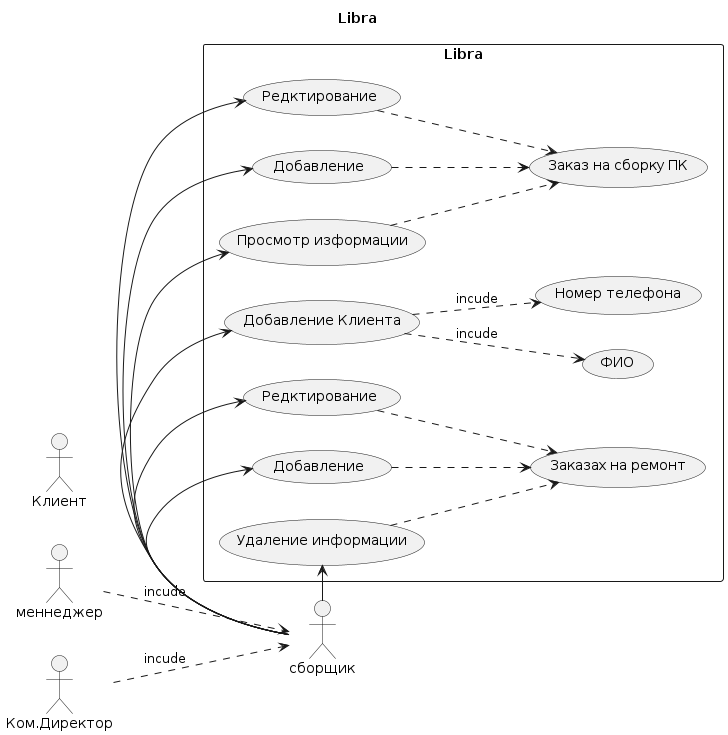 Libra
Libra
Редктирование
Добавление
Заказ на сборку ПК
Просмотр изформации
Номер телефона
incude
Добавление Клиента
incude
ФИО
Редктирование
Добавление
Заказах на ремонт
Клиент
Удаление информации
incude
меннеджер
incude
сборщик
Ком.Директор